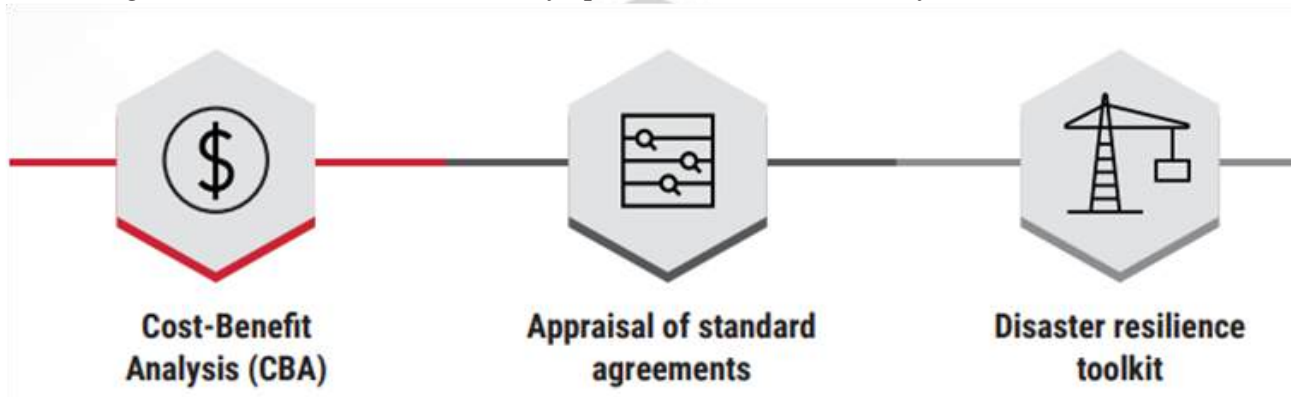 $
Cost-Benefit
Analysis (CBA)
Appraisal of standard
agreements
Disaster resilience
toolkit